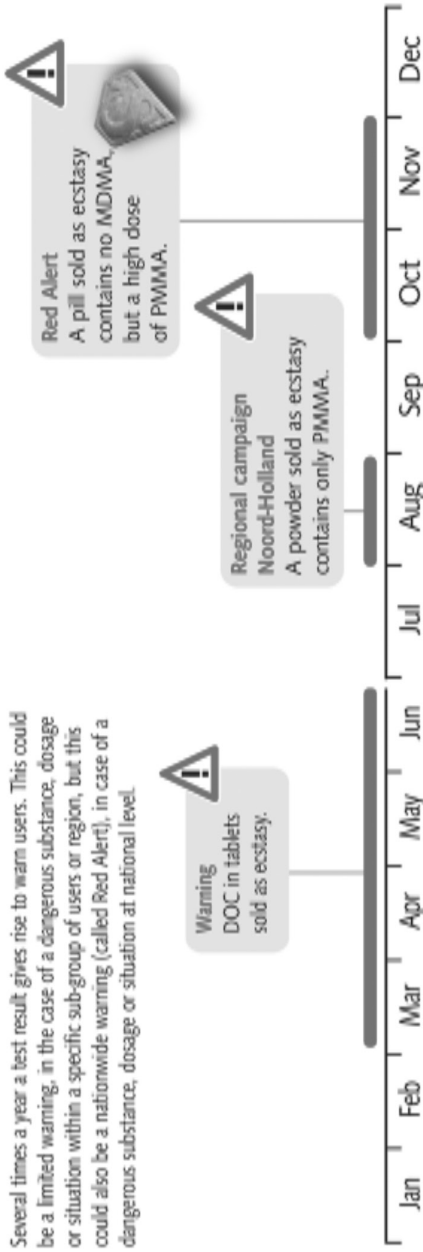 Several times a year a test result gives rise to warn users. This could
be a limited warning, in the case of a dangerous substance, dosage
or situation within a specific sub-group of users or region, but this
could also be a nationwide warning (called Red Alert), in case of a
dangerous substance, dosage or situation at national level.
Warning
DOC in tablets
sold as ecstasy.
Regional campaign
Noord-Holland
A powder sold as ecstasy
contains only PMMA.
Red Alert
A pill sold as ecstasy
contains no MDMA,
but a high dose
of PMMA.
Jan Feb Mar Apr May Jun Jul Aug Sep Oct Nov Dec